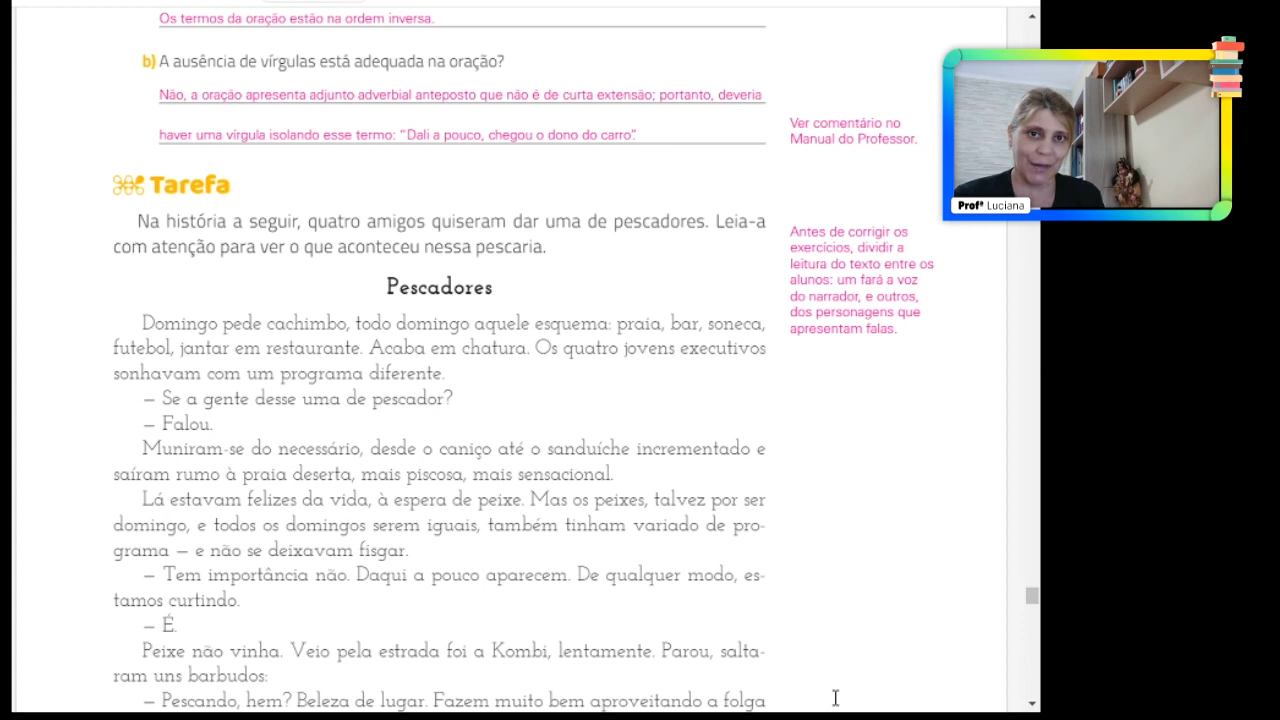 Os termos da oração estão na ordem inversa.
b) A ausência de vírgulas está adequada na oração?
Não, a oração apresenta adjunto adverbial anteposto que não é de curta extensão; portanto, deveria
haver uma vírgula isolando esse termo: “Dali a pouco, chegou o dono do carro”.
Ver comentário no
Manual do Professor.
Tarefa
Na história a seguir, quatro amigos quiseram dar uma de pescadores. Leia-a
com atenção para ver o que aconteceu nessa pescaria.
Antes de corrigir os
exercícios, dividir a
leitura do texto entre os
alunos: um fará a voz
do narrador, e outros,
dos personagens que
apresentam falas.
Pescadores
Domingo pede cachimbo, todo domingo aquele esquema: praia, bar, soneca,
futebol, jantar em restaurante. Acaba em chatura. Os quatro jovens executivos
sonhavam com um programa diferente.
– Se a gente desse uma de pescador?
– Falou.
Muniram-se do necessário, desde o caniço até o sanduíche incrementado e
saíram rumo à praia deserta, mais piscosa, mais sensacional.
Lá estavam felizes da vida, à espera de peixe. Mas os peixes, talvez por ser
domingo, e todos os domingos serem iguais, também tinham variado de pro-
grama – e não se deixavam fisgar.
– Tem importância não. Daqui a pouco aparecem. De qualquer modo, es-
tamos curtindo.
– É.
Peixe não vinha. Veio pela estrada foi a Kombi, lentamente. Parou, salta-
ram uns barbudos:
– Pescando, hem? Beleza de lugar. Fazem muito bem aproveitando a folga
Profª Luciana